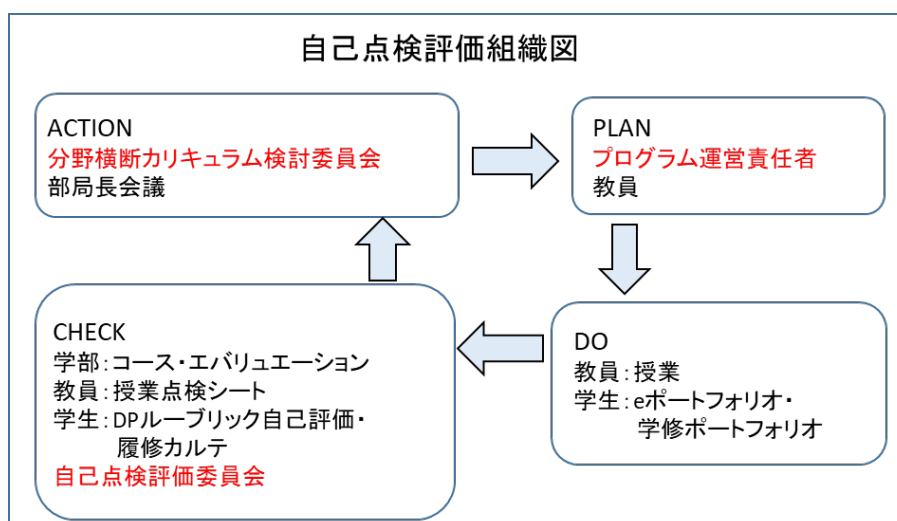 自己点検評価組織図
ACTION
分野横断カリキュラム検討委員会
部局長会議
PLAN
プログラム運営責任者
教員
CHECK
学部：コース・エバリュエーション
教員：授業点検シート
学生：DPルーブリック自己評価・
履修カルテ
自己点検評価委員会
DO
教員：授業
学生：eポートフォリオ・
学修ポートフォリオ